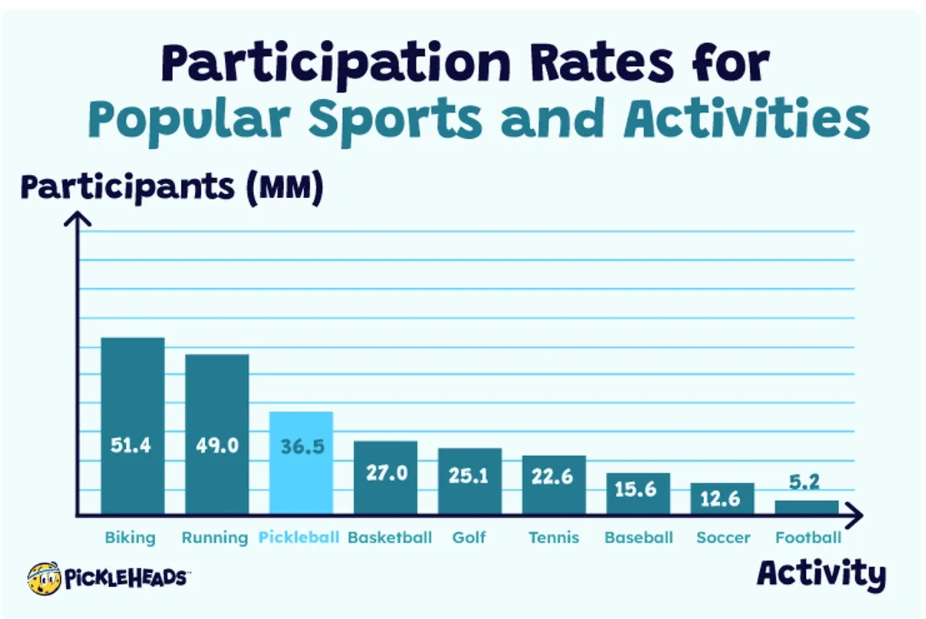 Participation Rates for
Popular Sports and Activities
Participants (MM)
51.4
49.0
36.5
27.0
25.1
22.6
15.6
12.6
5.2
Biking Running Pickleball Basketball Golf Tennis Baseball Soccer Football
PiCKLEHEADS
Activity